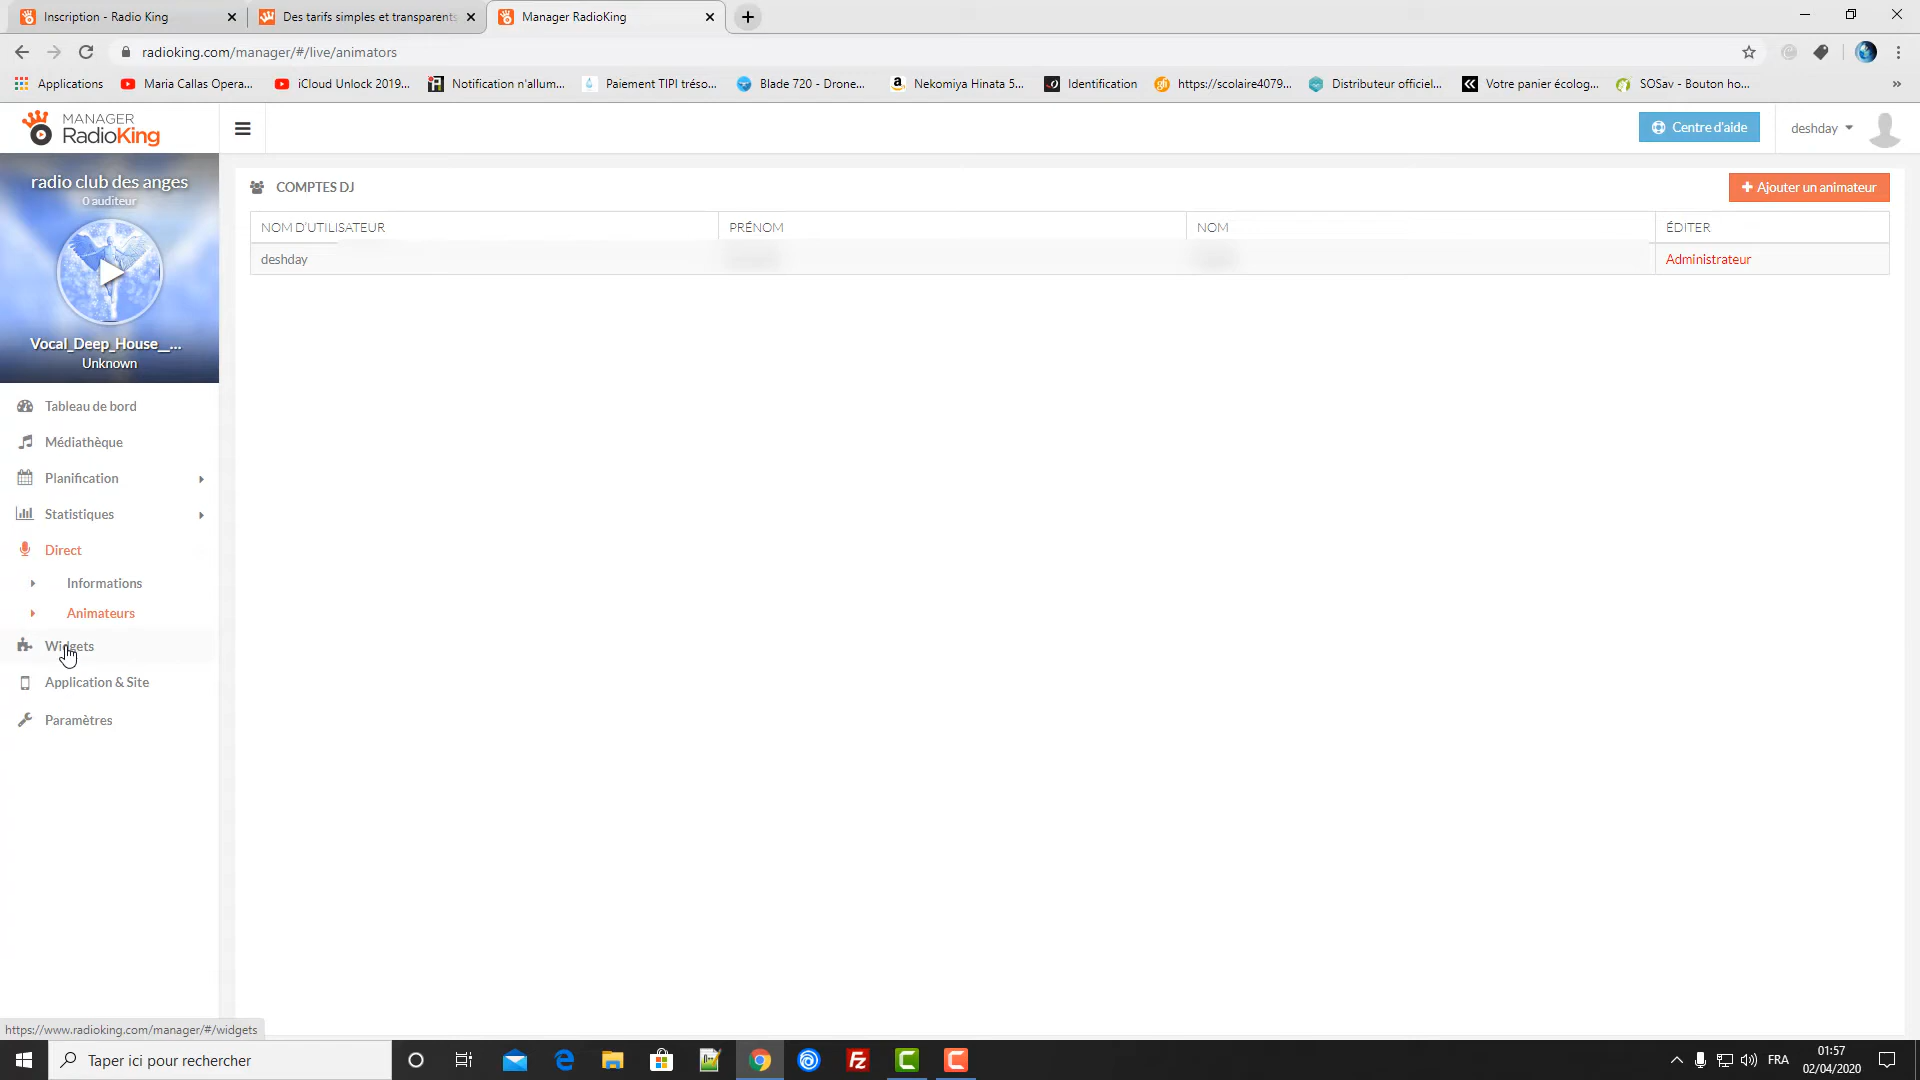 Inscription - Radio King
Des tarifs simples et transparents
Manager RadioKing
radioking.com/manager/#/live/animators
Applications
Maria Callas Opera...
iCloud Unlock 2019...
Notification n'allum...
Paiement TIPI tréso...
Blade 720 - Drone...
Nekomiya Hinata 5...
Identification
https://scolaire4079...
Distributeur officiel...
Votre panier écolog...
SOSav - Bouton ho...
»
MANAGER
RadioKing
Centre d'aide
deshday
radio club des anges
0 auditeur
Vocal_Deep_House__...
Unknown
COMPTES DJ
+ Ajouter un animateur
NOM D'UTILISATEUR
PRÉNOM
NOM
ÉDITER
deshday
Administrateur
Tableau de bord
Médiathèque
Planification
Statistiques
Direct
Informations
Animateurs
Widgets
Application & Site
Paramètres
https://www.radioking.com/manager/#/widgets
Taper ici pour rechercher
FRA
01:57
02/04/2020